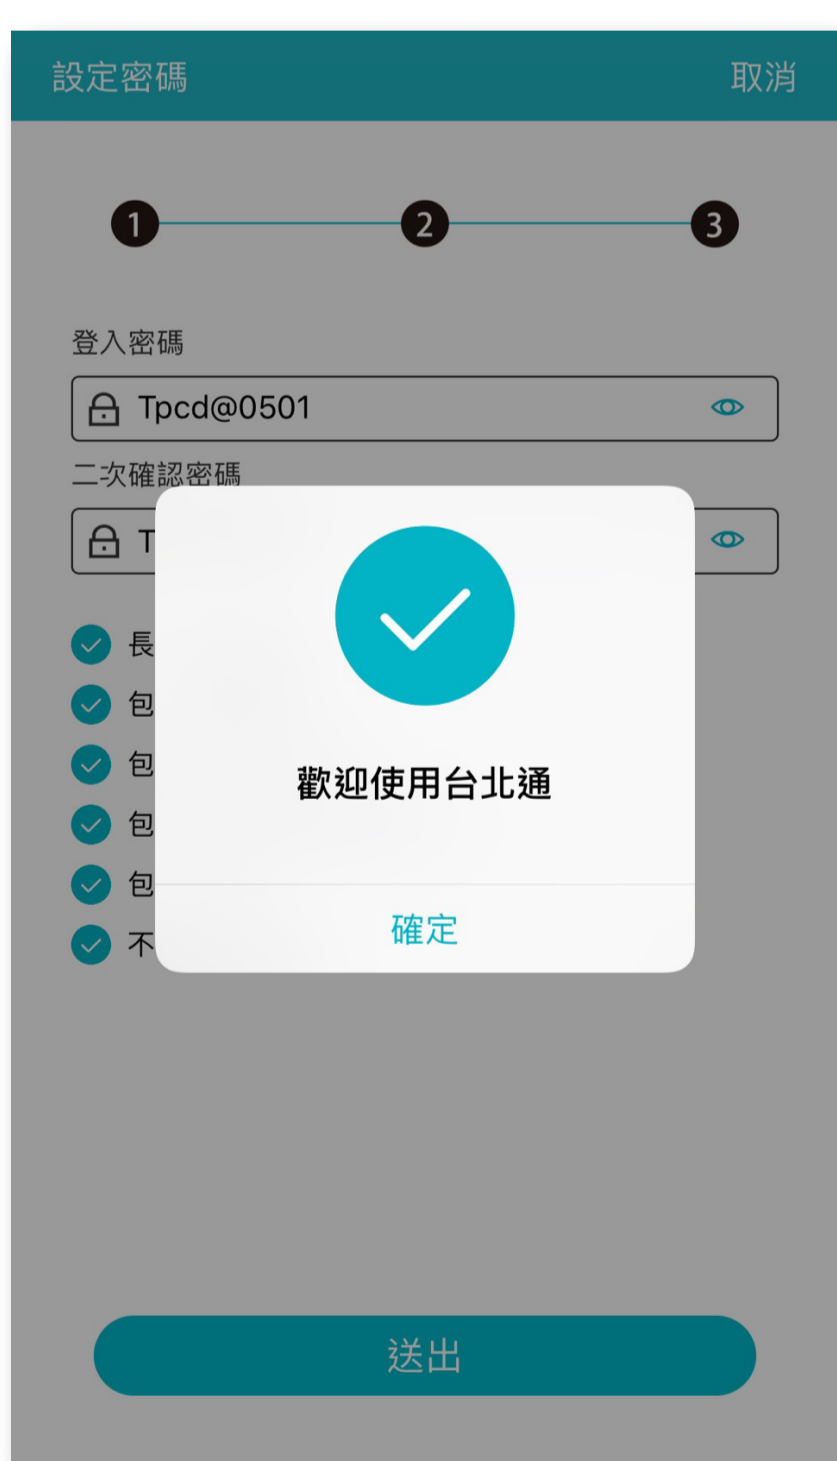 設定密碼 取消
1 2 3
登入密碼
Tpcd@0501
二次確認密碼
T
長
包
包
包
包
不
歡迎使用台北通
確定
送出